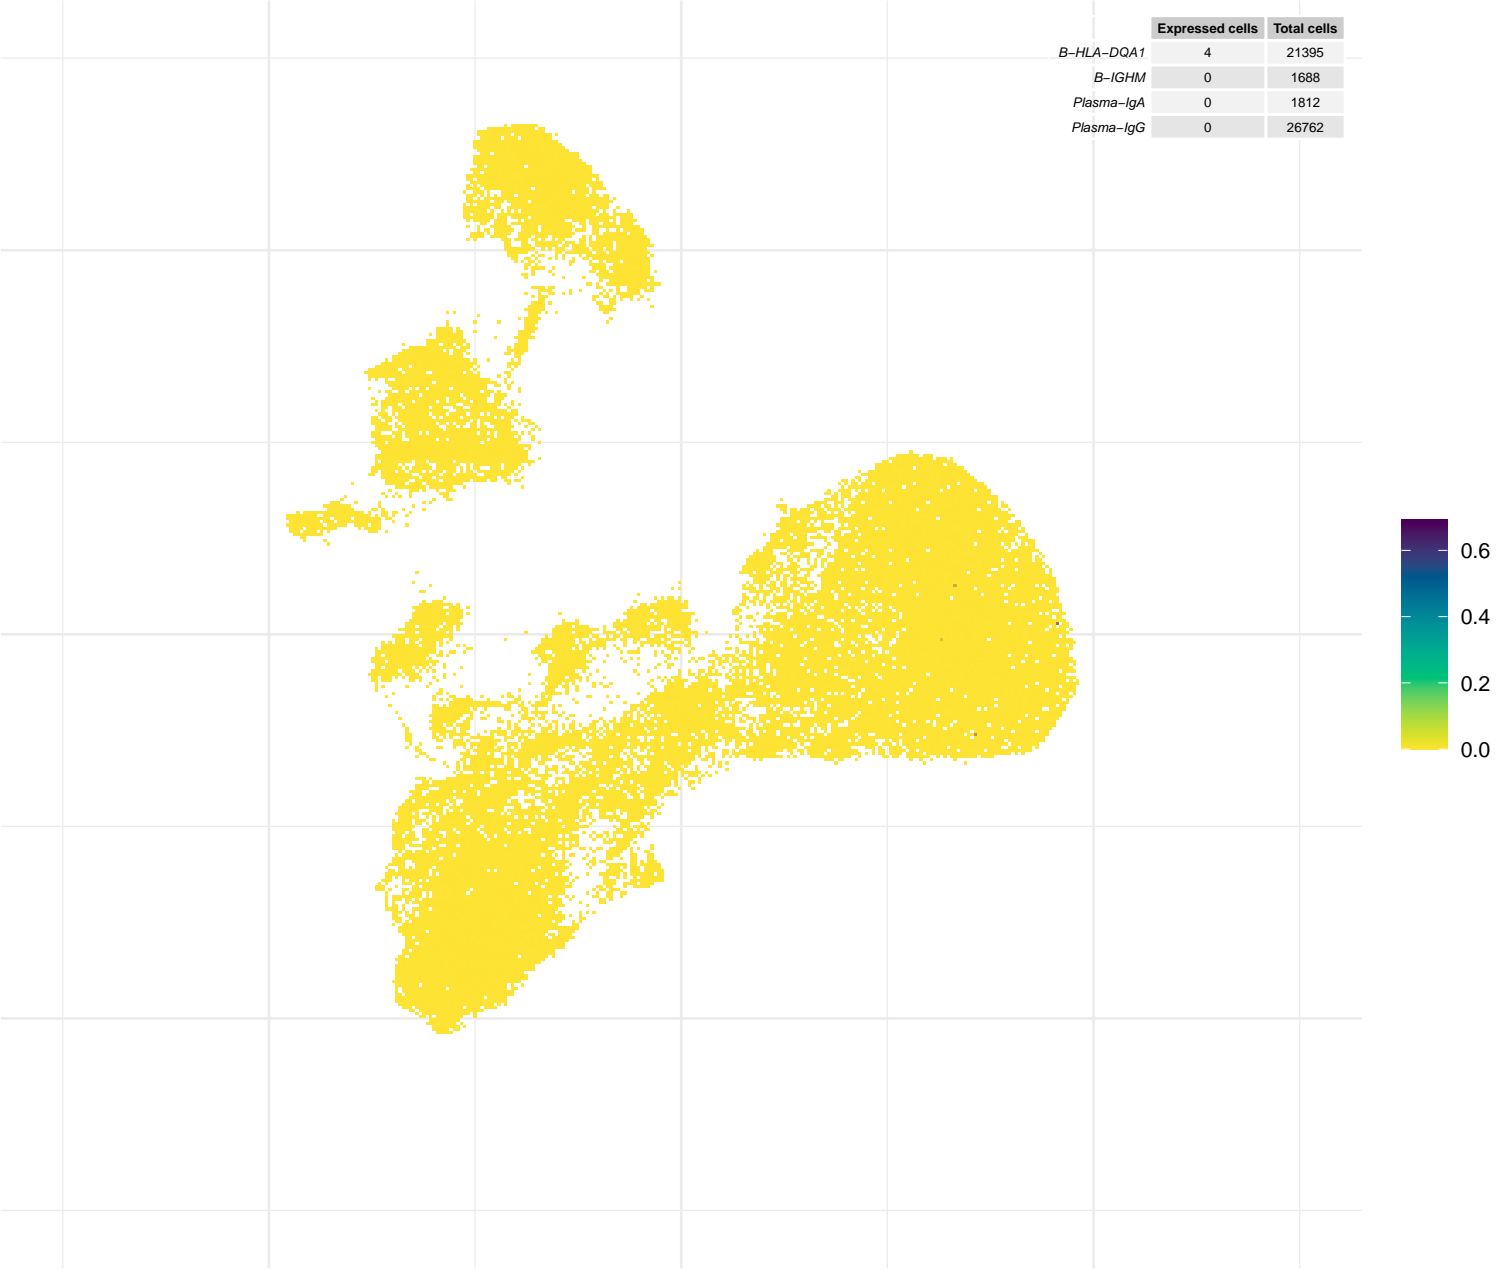 Expressed cells Total cells
B−HLA−DQA1 4 21395
B−IGHM 0 1688
Plasma−IgA 0 1812
Plasma−IgG 0 26762
0.6
0.4
0.2
0.0